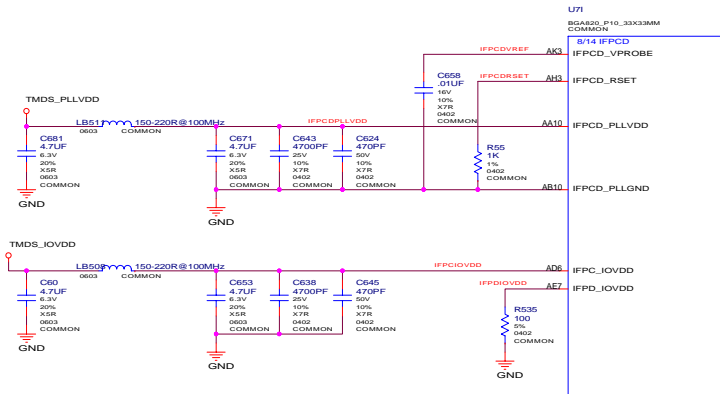 U7I
BGA820_P10_33X33MM
COMMON
8/14 IFPCD
IFPCDVREF AK3 IFPCD_VPROBE
C658
.01UF
16V
10%
X7R
0402
COMMON
IFPCDRSET AH3 IFPCD_RSET
TMDS_PLLVDD
LB511 150-220R@100MHz
0603 COMMON
IFPCDPLLVDD AA10 IFPCD_PLLVDD
C681
4.7UF
6.3V
20%
X5R
0603
COMMON
GND
C671
4.7UF
6.3V
20%
X5R
0603
COMMON
GND
C643
4700PF
25V
10%
X7R
0402
COMMON
C624
470PF
50V
10%
X7R
0402
COMMON
R55
1K
1%
0402
COMMON
AB10 IFPCD_PLLGND
TMDS_IOVDD
LB508 150-220R@100MHz
0603 COMMON
IFPCIOVDD AD6 IFPC_IOVDD
IFPDIOVDD AE7 IFPD_IOVDD
C60
4.7UF
6.3V
20%
X5R
0603
COMMON
GND
C653
4.7UF
6.3V
20%
X5R
0603
COMMON
GND
C638
4700PF
25V
10%
X7R
0402
COMMON
C645
470PF
50V
10%
X7R
0402
COMMON
R535
100
5%
0402
COMMON
GND